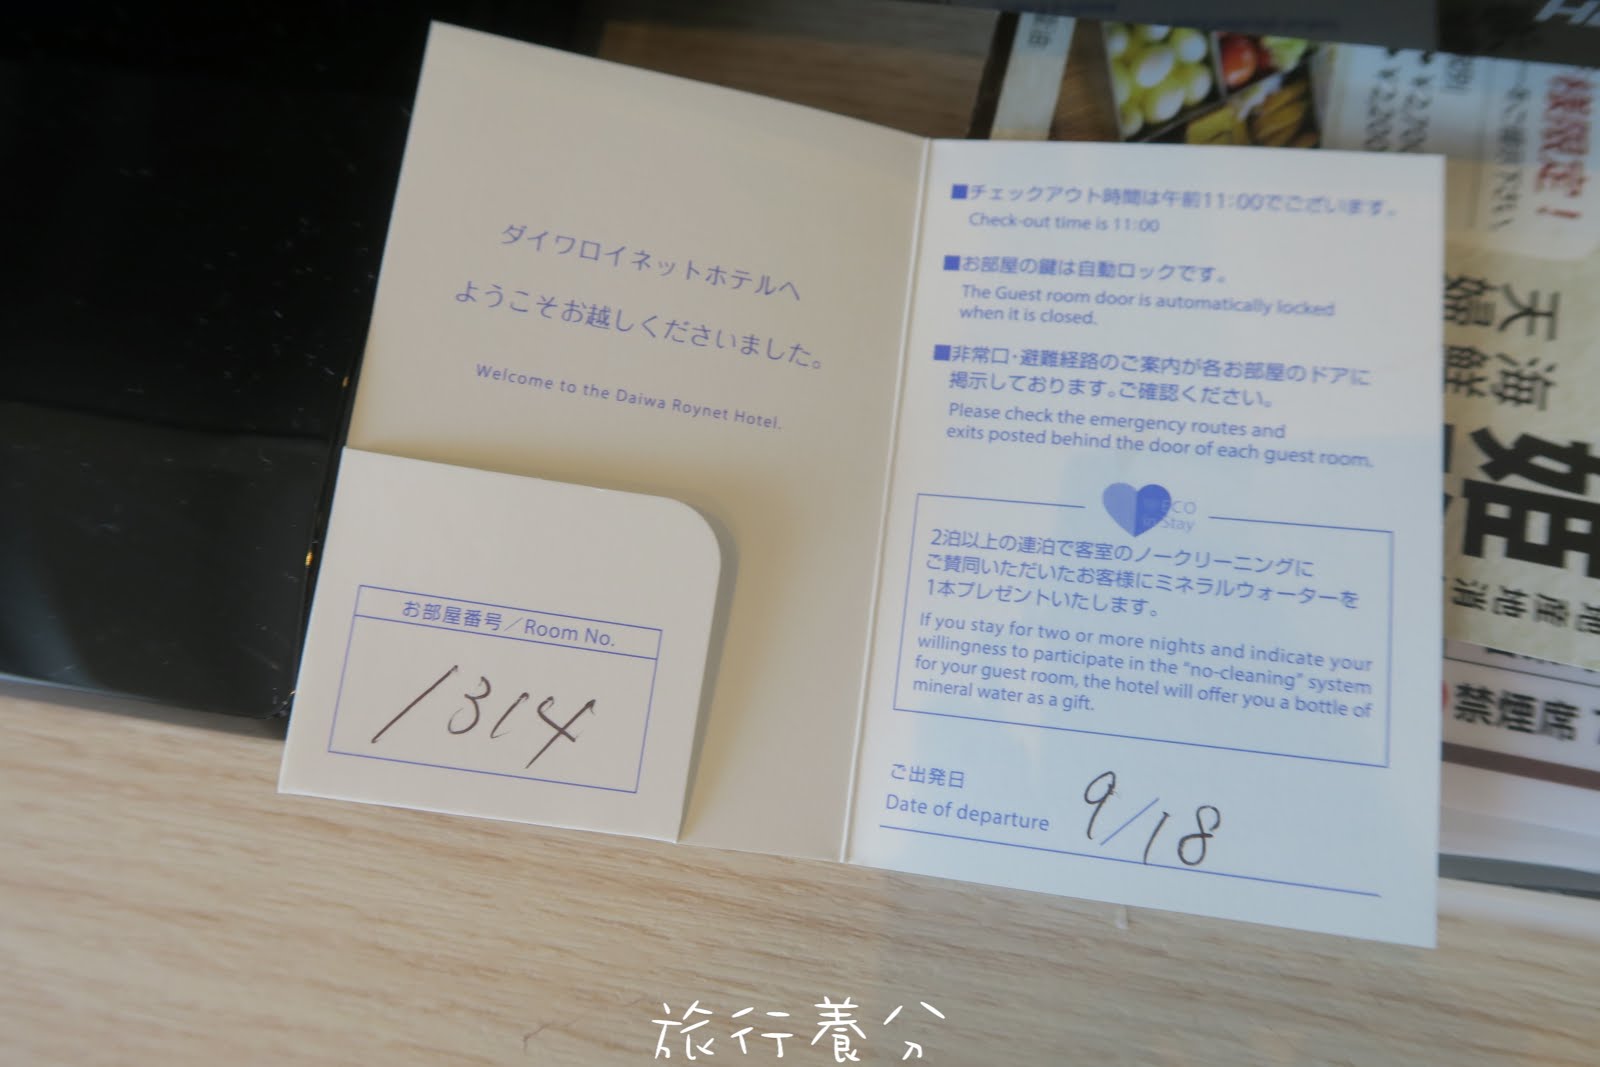 ダイワロイネットホテルへ
ようこそお越しくださいました。
Welcome to the Daiwa Roynet Hotel.
お部屋番号／Room No.
1314
■チェックアウト時間は午前11:00でございます。
Check-out time is 11:00
■お部屋の鍵は自動ロックです。
The Guest room door is automatically locked
when it is closed.
■非常口・避難経路のご案内が各お部屋のドアに
掲示しております。ご確認ください。
Please check the emergency routes and
exits posted behind the door of each guest room.
ECO
Stay
2泊以上の連泊で客室のノークリーニングに
ご賛同いただいたお客様にミネラルウォーターを
1本プレゼントいたします。
If you stay for two or more nights and indicate your
willingness to participate in the "no-cleaning" system
for your guest room, the hotel will offer you a bottle of
mineral water as a gift.
ご出発日
Date of departure 9/18
様限定！
¥2,200
天海
姫
産地消
禁煙席
旅行養分